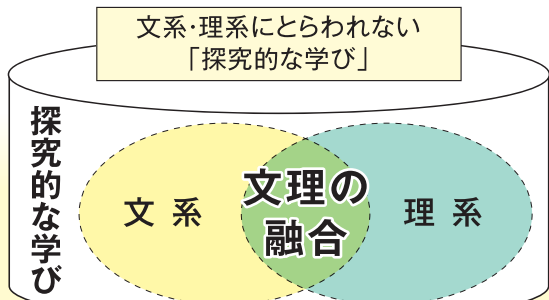 文系・理系にとらわれない
「探究的な学び」
探究的な学び
文系
文理の
融合
理系